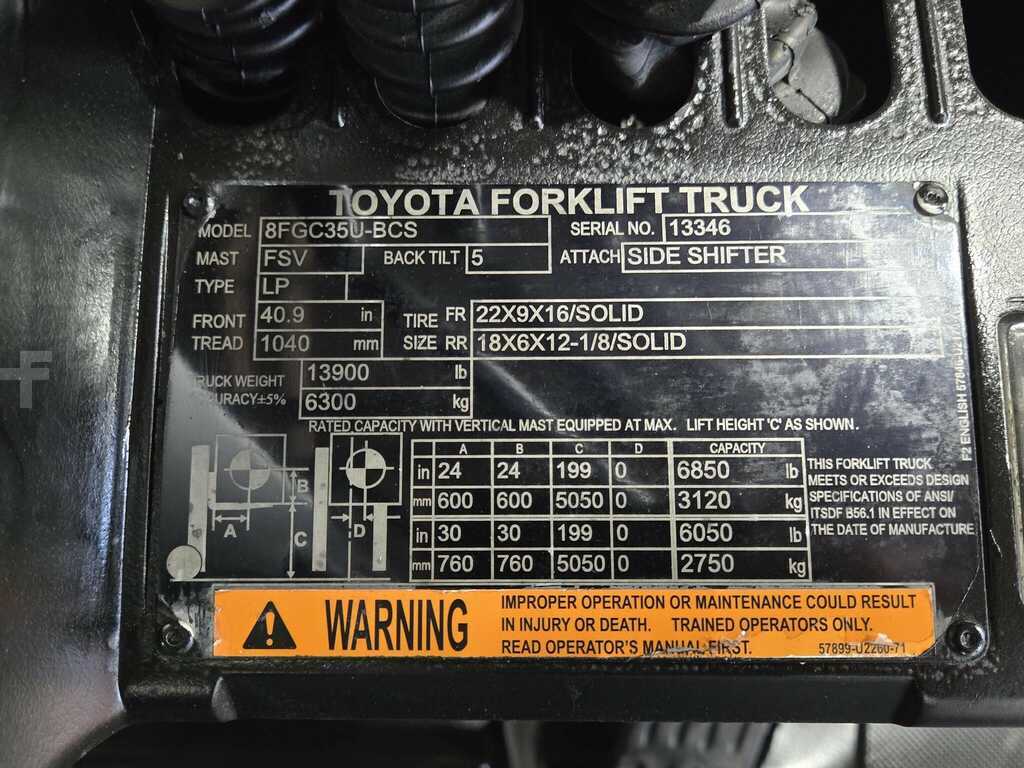 TOYOTA FORKLIFT TRUCK
MODEL 8FGC35U-BCS SERIAL NO. 13346
MAST FSV BACK TILT 5 ATTACH SIDE SHIFTER
TYPE LP
FRONT TREAD 40.9 in 1040 mm
TIRE SIZE FR 22X9X16/SOLID
RR 18X6X12-1/8/SOLID
TRUCK WEIGHT 13900 lb
ACCURACY±5% 6300 kg
RATED CAPACITY WITH VERTICAL MAST EQUIPPED AT MAX. LIFT HEIGHT 'C' AS SHOWN.
A B C D CAPACITY
in 24 24 199 0 6850 lb
mm 600 600 5050 0 3120 kg
in 30 30 199 0 6050 lb
mm 760 760 5050 0 2750 kg
A B C D
THIS FORKLIFT TRUCK
MEETS OR EXCEEDS DESIGN
SPECIFICATIONS OF ANSI/
ITSDF B56.1 IN EFFECT ON
THE DATE OF MANUFACTURE
F2 ENGLISH
WARNING
IMPROPER OPERATION OR MAINTENANCE COULD RESULT
IN INJURY OR DEATH. TRAINED OPERATORS ONLY.
READ OPERATOR'S MANUAL FIRST.
57899-U2260-71